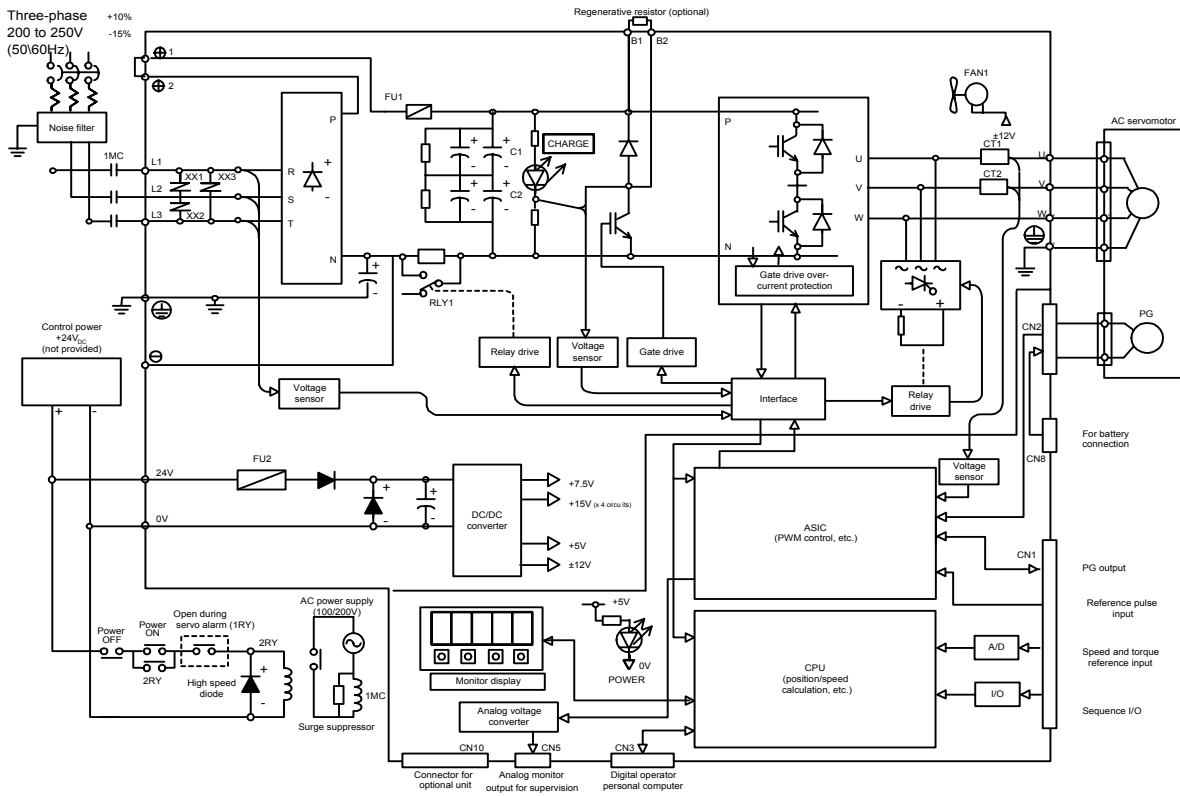 Three-phase
+10%
200 to 250V
-15%
(50\60Hz)
Regenerative resistor (optional)
B1
B2
1
2
FU1
FAN1
±12V
AC servomotor
Noise filter
P
P
CHARGE
C1
C2
+
+
+
+
-
-
-
-
CT1
CT2
U
V
W
U
V
W
1MC
L1
L2
L3
XX1
XX3
XX2
R
S
T
+
-
N
N
+
-
Gate drive over-
current protection
RLY1
-
+
CN2
PG
Control power
+24VDC
(not provided)
+
-
Relay drive
Voltage
sensor
Gate drive
Voltage
sensor
Interface
Relay
drive
For battery
connection
CN8
Voltage
sensor
24V
FU2
0V
+
-
+
-
DC/DC
converter
+7.5V
+15V (x 4 circu its)
+5V
±12V
ASIC
(PWM control, etc.)
CN1
PG output
Reference pulse
input
A/D
Speed and torque
reference input
I/O
Sequence I/O
CPU
(position/speed
calculation, etc.)
Power
OFF
Power
ON
Open during
servo alarm (1RY)
2RY
2RY
High speed
diode
+
-
AC power supply
(100/200V)
1MC
Surge suppressor
+5V
0V
POWER
Monitor display
Analog voltage
converter
CN10
CN5
CN3
Connector for
optional unit
Analog monitor
output for supervision
Digital operator
personal computer